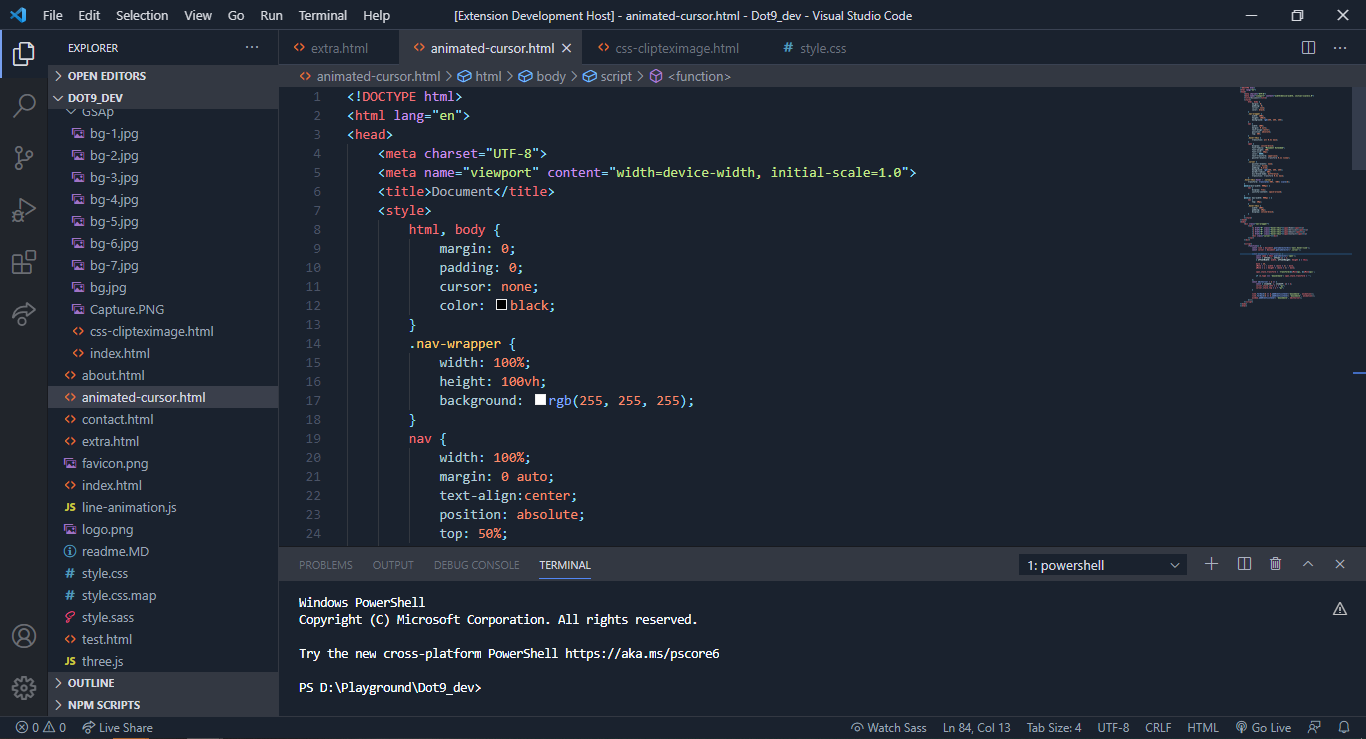 File Edit Selection View Go Run Terminal Help
[Extension Development Host] - animated-cursor.html - Dot9_dev - Visual Studio Code
EXPLORER
OPEN EDITORS
DOT9_DEV
GSAp
bg-1.jpg
bg-2.jpg
bg-3.jpg
bg-4.jpg
bg-5.jpg
bg-6.jpg
bg-7.jpg
bg.jpg
Capture.PNG
css-clipteximage.html
index.html
about.html
animated-cursor.html
contact.html
extra.html
favicon.png
index.html
JS line-animation.js
logo.png
readme.MD
# style.css
# style.css.map
style.sass
test.html
JS three.js
OUTLINE
NPM SCRIPTS
extra.html
animated-cursor.html
css-clipteximage.html
# style.css
animated-cursor.html > html > body > script > <function>
1 <!DOCTYPE html>
2 <html lang="en">
3 <head>
4 <meta charset="UTF-8">
5 <meta name="viewport" content="width=device-width, initial-scale=1.0">
6 <title>Document</title>
7 <style>
8 html, body {
9 margin: 0;
10 padding: 0;
11 cursor: none;
12 color: black;
13 }
14 .nav-wrapper {
15 width: 100%;
16 height: 100vh;
17 background: rgb(255, 255, 255);
18 }
19 nav {
20 width: 100%;
21 margin: 0 auto;
22 text-align:center;
23 position: absolute;
24 top: 50%;
PROBLEMS OUTPUT DEBUG CONSOLE TERMINAL
1: powershell
Windows PowerShell
Copyright (C) Microsoft Corporation. All rights reserved.
Try the new cross-platform PowerShell https://aka.ms/pscore6
PS D:\Playground\Dot9_dev>
0 0 Live Share
Watch Sass Ln 84, Col 13 Tab Size: 4 UTF-8 CRLF HTML Go Live